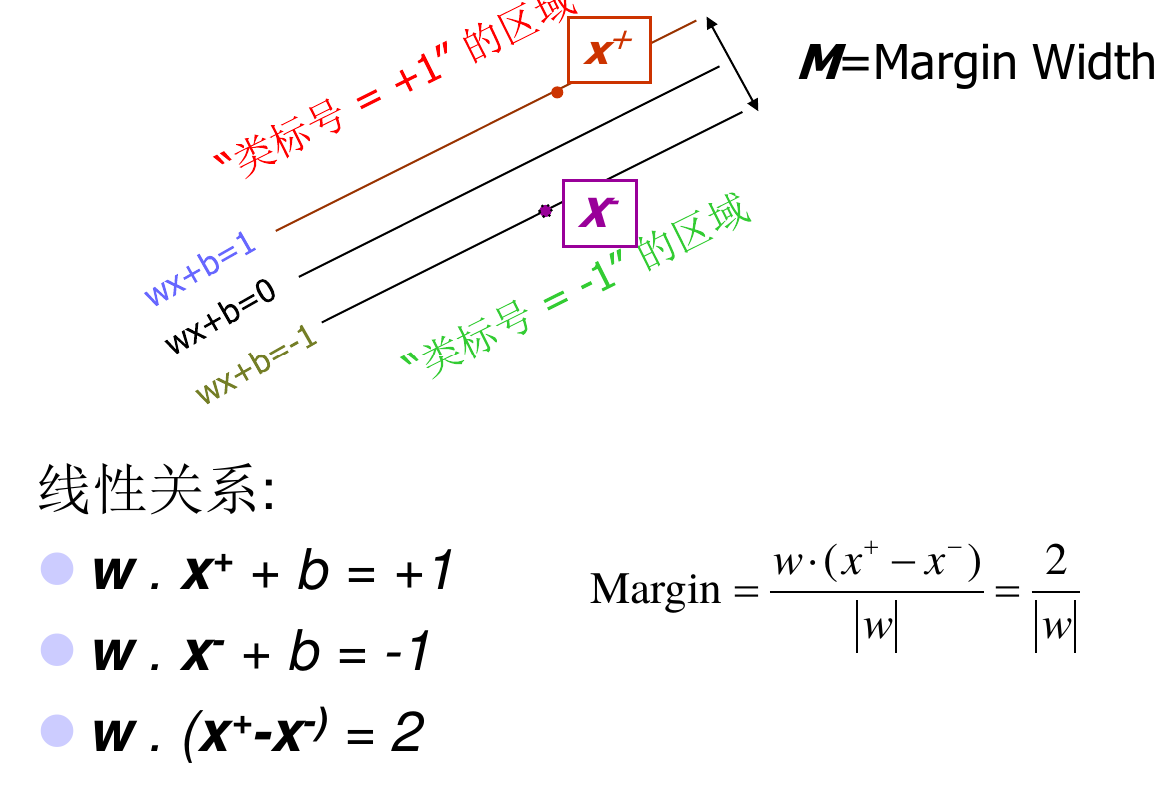 “类标号 = +1” 的区域
x+
M=Margin Width
x-
“类标号 = -1” 的区域
wx+b=1
wx+b=0
wx+b=-1
线性关系:
w . x+ + b = +1
w . x- + b = -1
w . (x+-x-) = 2
Margin = w·(x+ − x−) / |w| = 2 / |w|